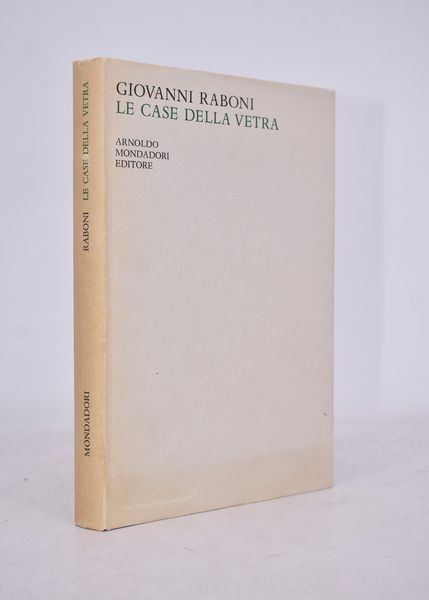 GIOVANNI RABONI
LE CASE DELLA VETRA
ARNOLDO
MONDADORI
EDITORE
MONDADORI RABONI LE CASE DELLA VETRA